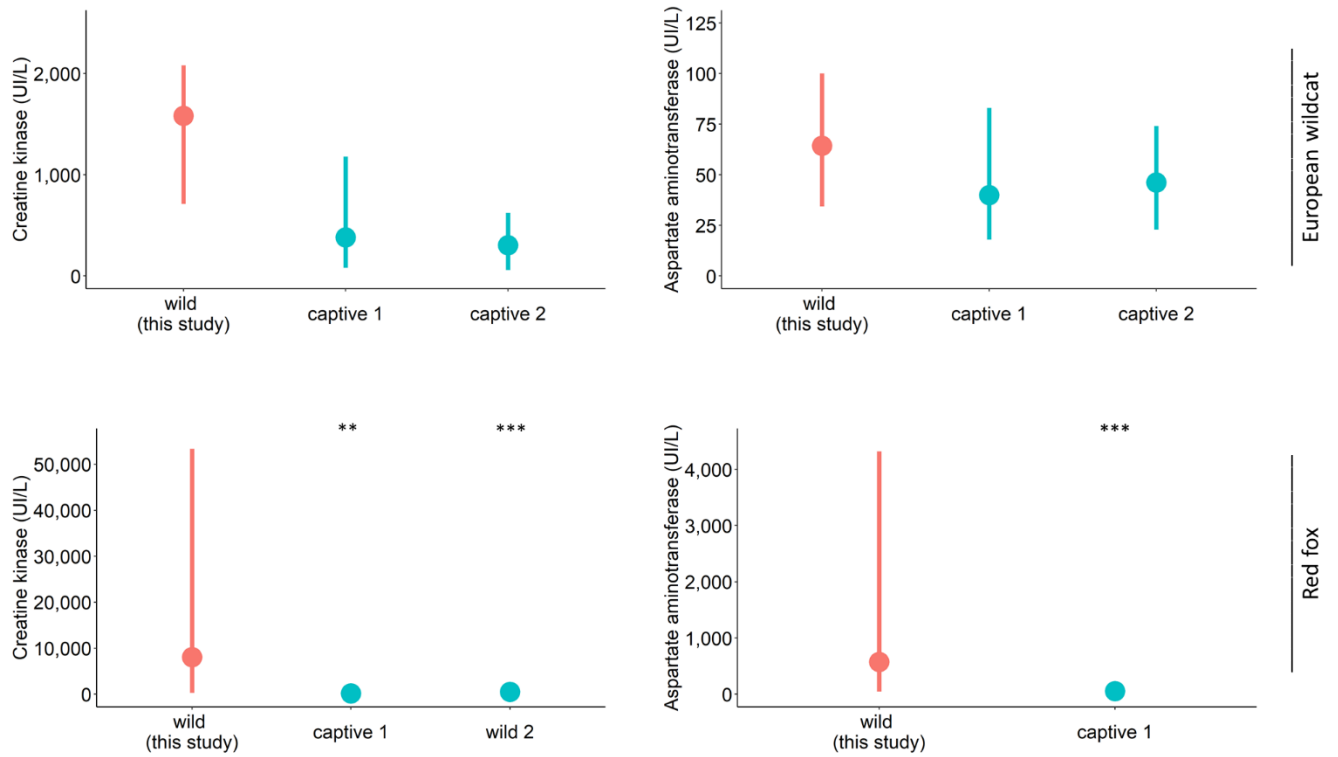 Creatine kinase (UI/L)
2,000
1,000
0
wild
(this study)
captive 1
captive 2
Aspartate aminotransferase (UI/L)
125
100
75
50
25
0
wild
(this study)
captive 1
captive 2
European wildcat
Creatine kinase (UI/L)
50,000
40,000
30,000
20,000
10,000
0
**
***
wild
(this study)
captive 1
wild 2
Aspartate aminotransferase (UI/L)
4,000
3,000
2,000
1,000
0
***
wild
(this study)
captive 1
Red fox